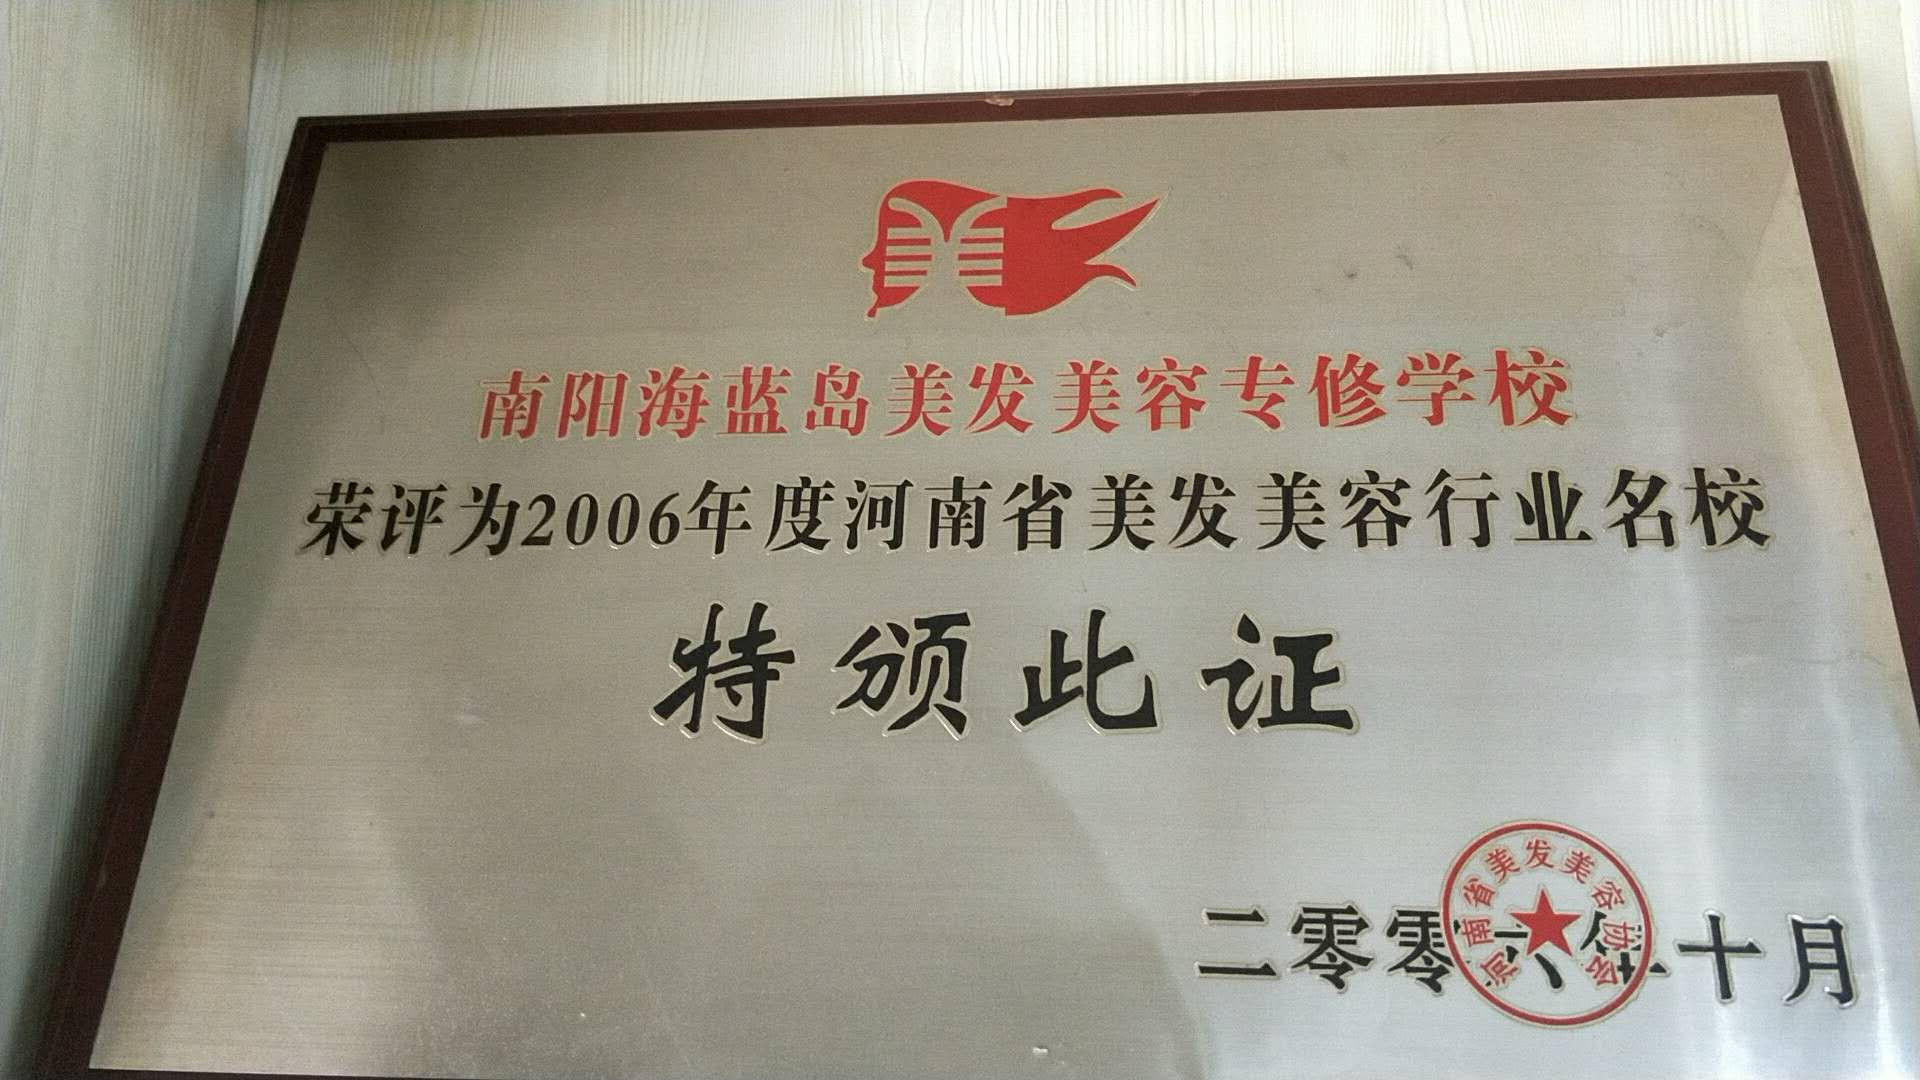 南阳海蓝岛美发美容专修学校
荣评为2006年度河南省美发美容行业名校
特颁此证
二零零六年十月
河南省美发美容协会